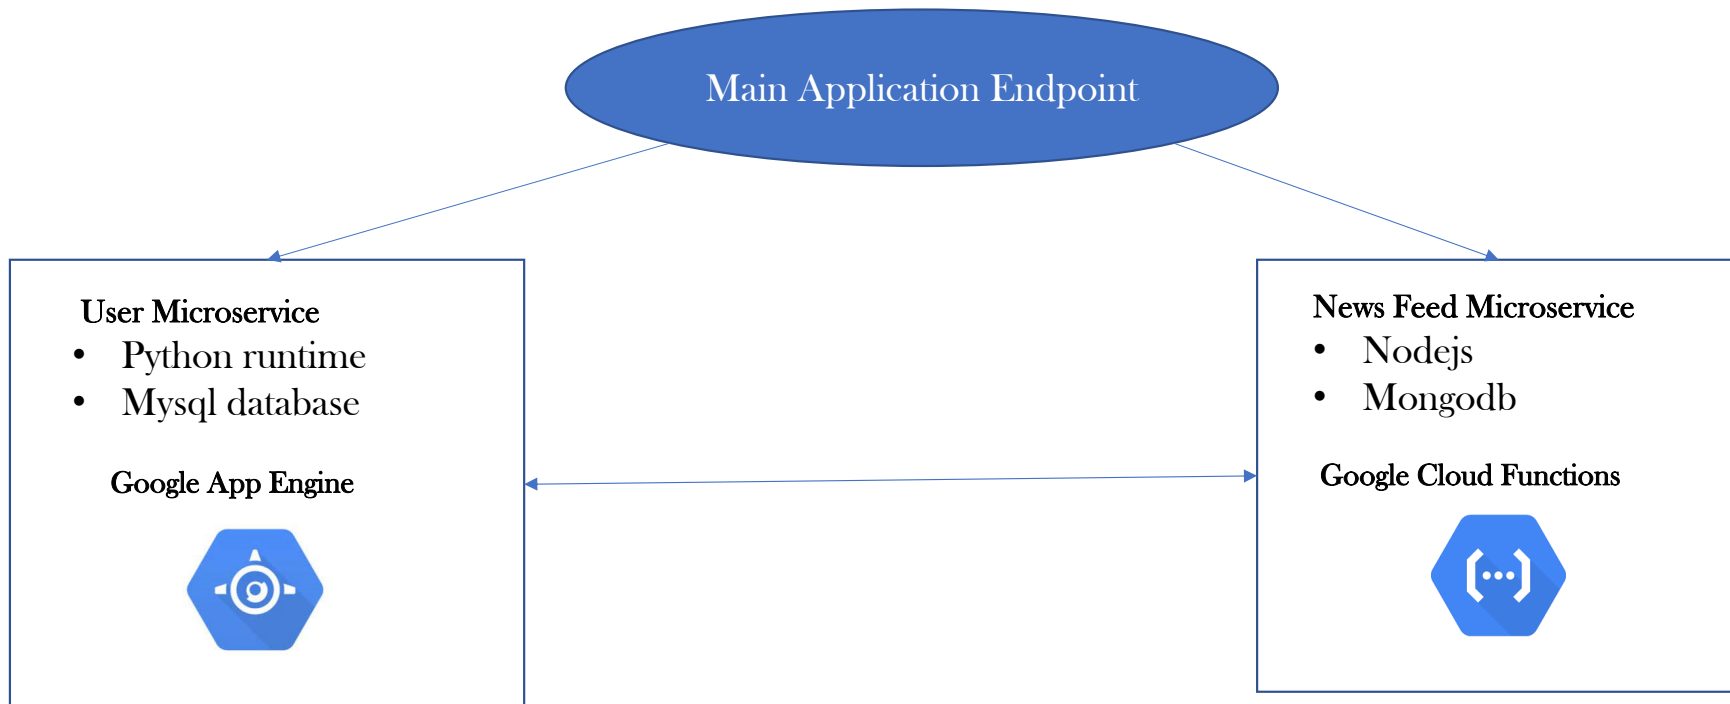 Main Application Endpoint
User Microservice
• Python runtime
• Mysql database
Google App Engine
News Feed Microservice
• Nodejs
• Mongodb
Google Cloud Functions